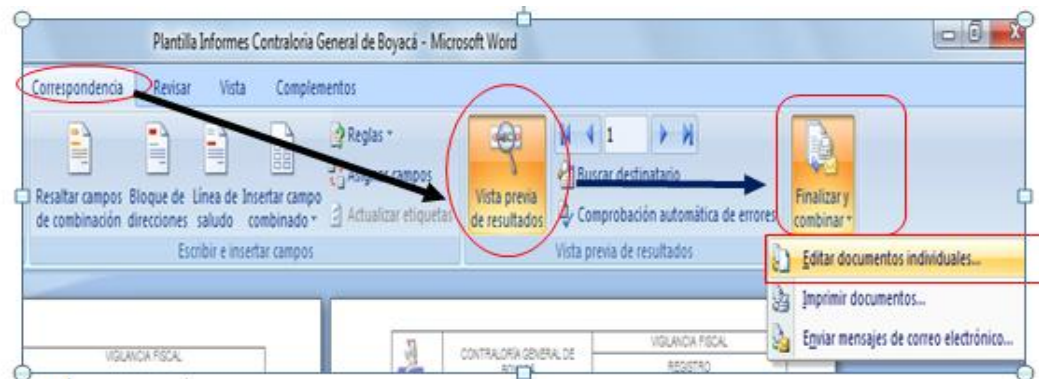 Plantilla Informes Contraloria General de Boyacá - Microsoft Word
Correspondencia Revisar Vista Complementos
Reglas
Asignar campos
Actualizar etiquetas
Resaltar campos de combinación
Bloque de direcciones
Línea de saludo
Insertar campo combinado
Escribir e insertar campos
Vista previa de resultados
1
Buscar destinatario
Comprobación automática de errores
Vista previa de resultados
Finalizar y combinar
Editar documentos individuales...
Imprimir documentos...
Enviar mensajes de correo electrónico...
VIGILANCIA FISCAL
CONTRALORÍA GENERAL DE
VIGILANCIA FISCAL
REGISTRO